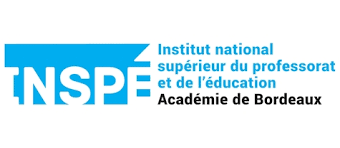 INSPÉ
Institut national
supérieur du professorat
et de l'éducation
Académie de Bordeaux